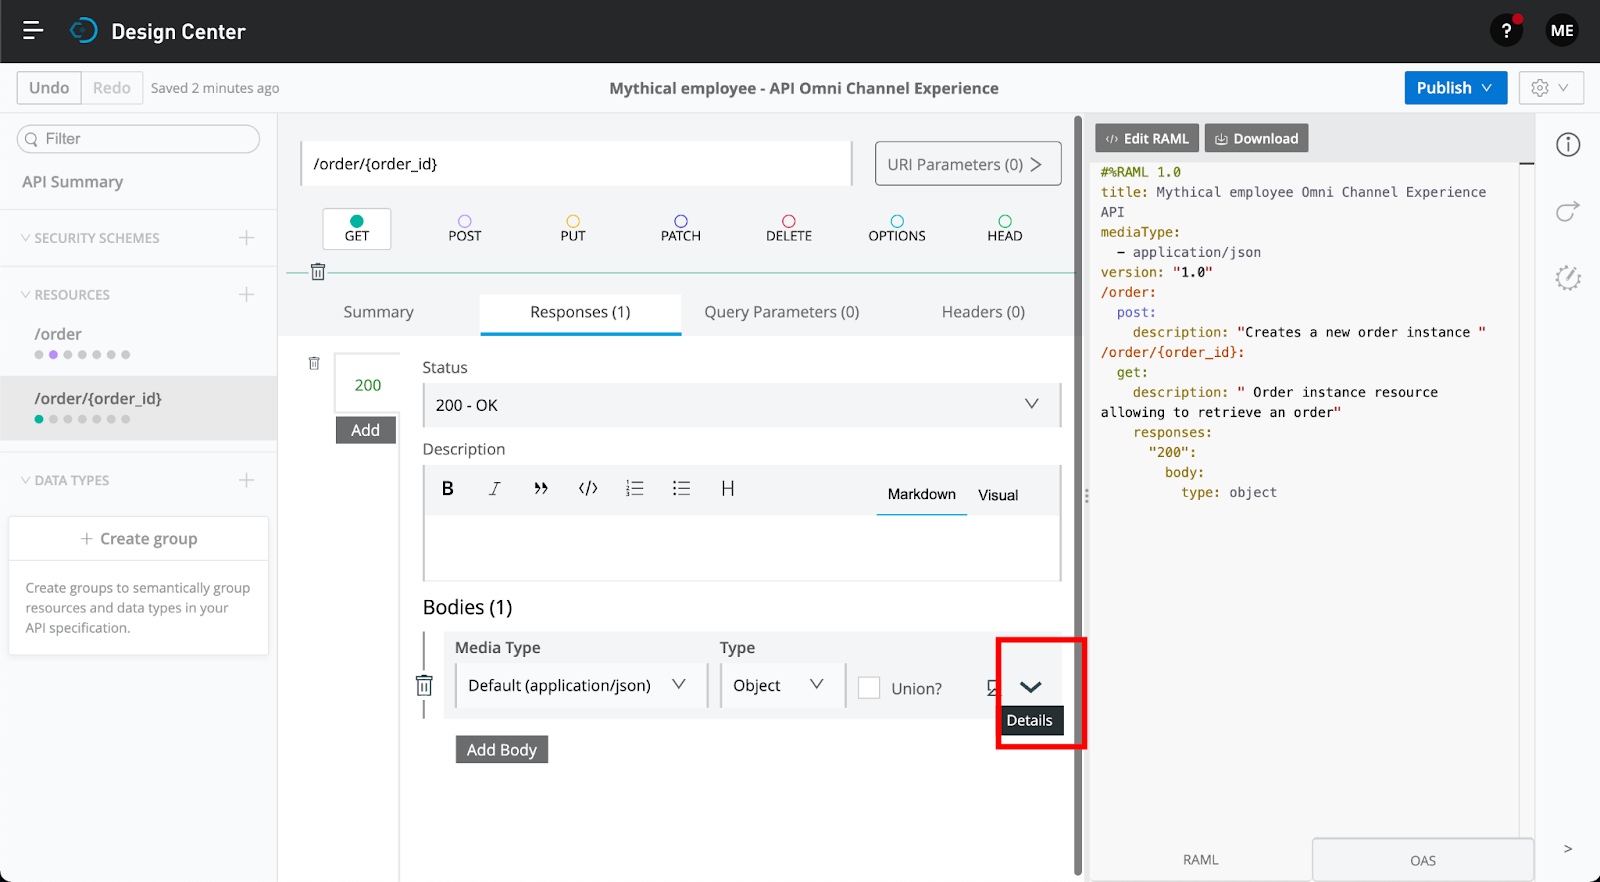 Design Center
?
ME
Undo
Redo
Saved 2 minutes ago
Mythical employee - API Omni Channel Experience
Publish
Filter
API Summary
SECURITY SCHEMES
RESOURCES
/order
/order/{order_id}
DATA TYPES
Create group
Create groups to semantically group
resources and data types in your
API specification.
/order/{order_id}
URI Parameters (0)
GET
POST
PUT
PATCH
DELETE
OPTIONS
HEAD
Summary
Responses (1)
Query Parameters (0)
Headers (0)
200
Add
Status
200 - OK
Description
B
I
H
Markdown
Visual
Bodies (1)
Media Type
Type
Default (application/json)
Object
Union?
Details
Add Body
Edit RAML
Download
#%RAML 1.0
title: Mythical employee Omni Channel Experience
API
mediaType:
- application/json
version: "1.0"
/order:
post:
description: "Creates a new order instance "
/order/{order_id}:
get:
description: " Order instance resource
allowing to retrieve an order"
responses:
"200":
body:
type: object
RAML
OAS